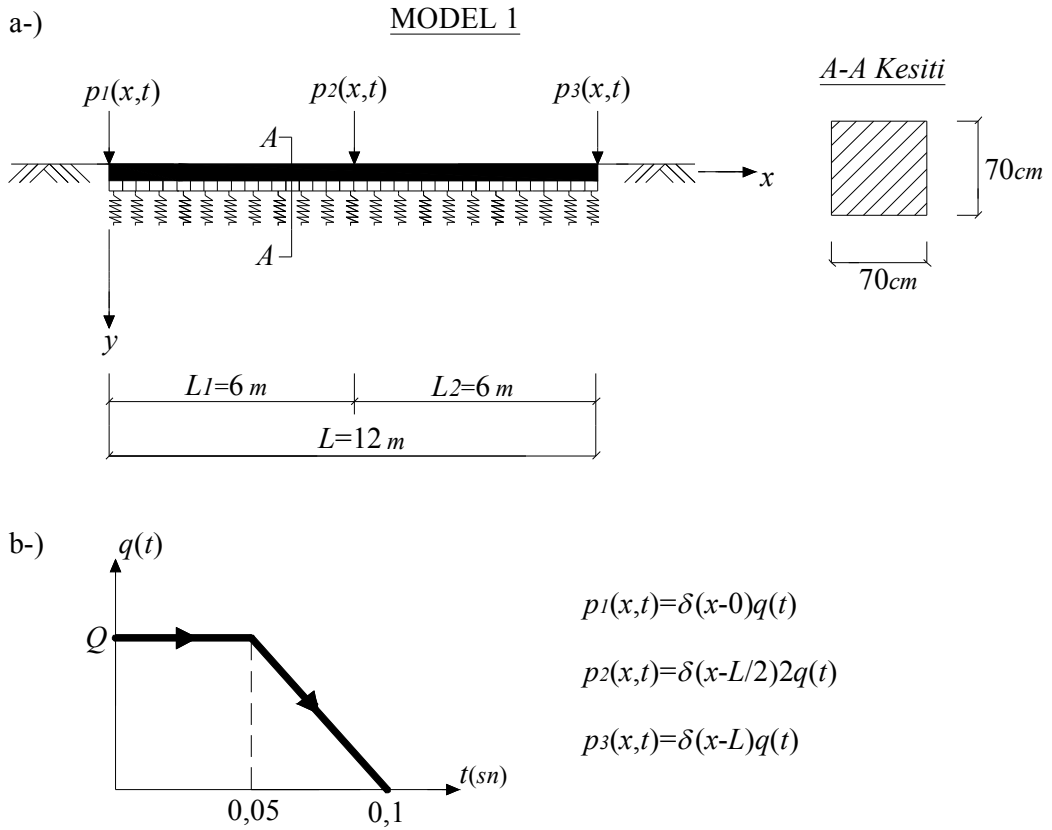 a-)
MODEL 1
p1(x,t)
p2(x,t)
p3(x,t)
A-A Kesiti
A
x
70cm
A
70cm
y
L1=6 m
L2=6 m
L=12 m
b-)
q(t)
p1(x,t)=δ(x-0)q(t)
Q
p2(x,t)=δ(x-L/2)2q(t)
p3(x,t)=δ(x-L)q(t)
t(sn)
0,05
0,1